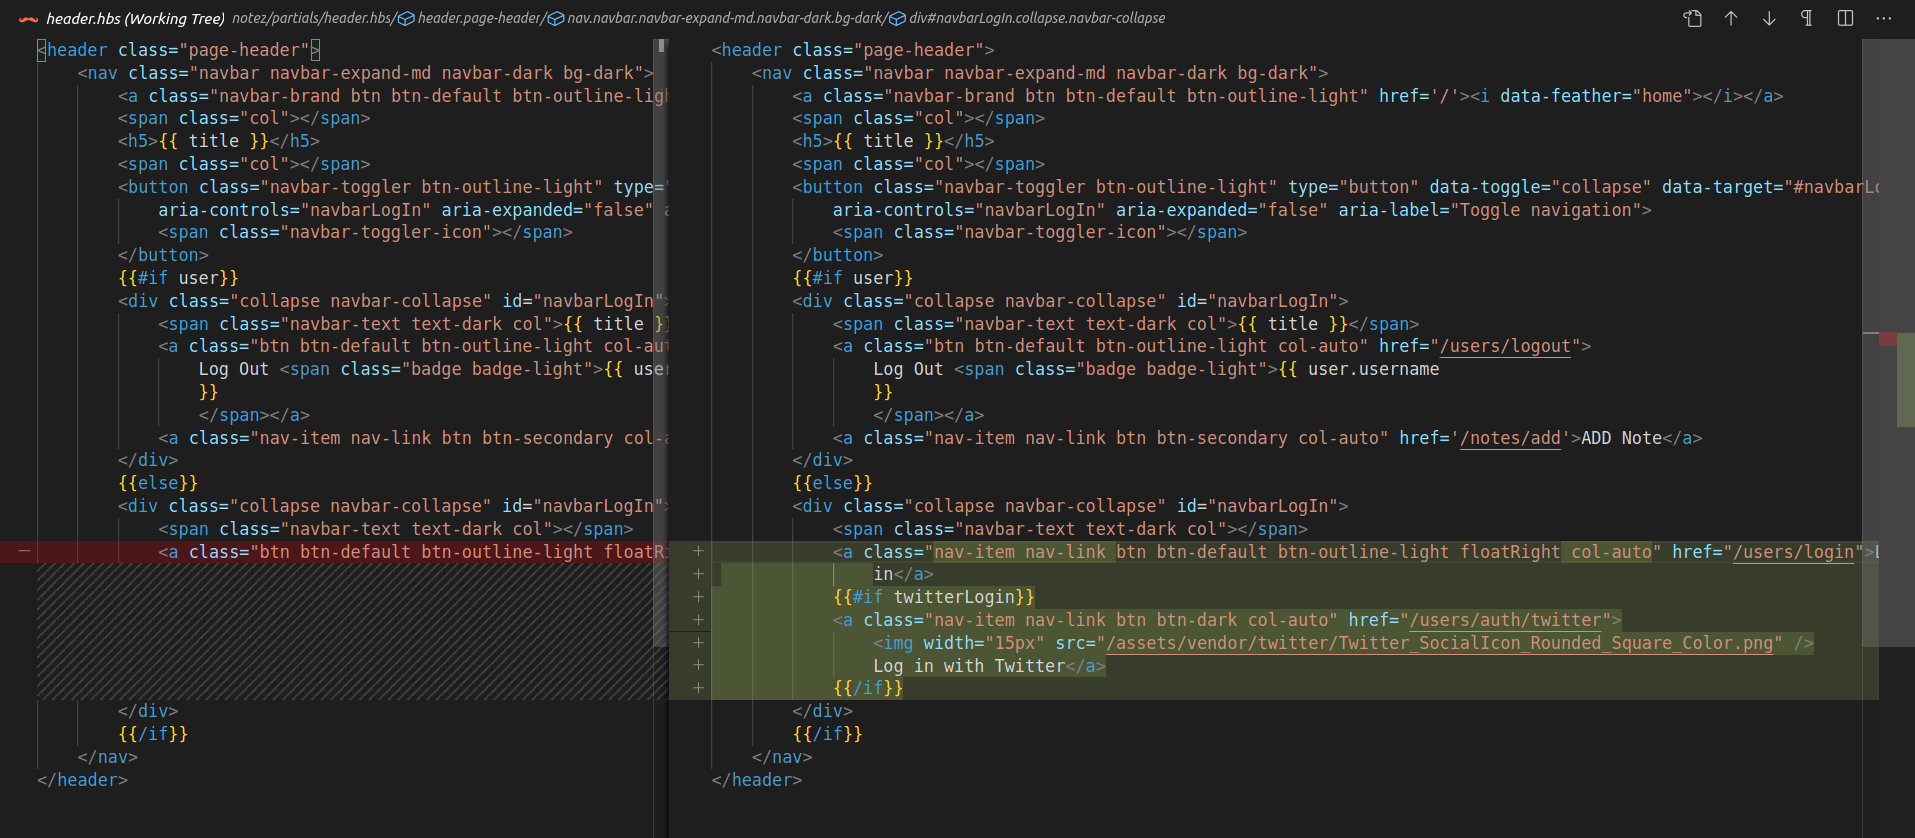 header.hbs (Working Tree) notez/partials/header.hbs/header.page-header/nav.navbar.navbar-expand-md.navbar-dark.bg-dark/div#navbarLogIn.collapse.navbar-collapse
<header class="page-header">
<nav class="navbar navbar-expand-md navbar-dark bg-dark">
<a class="navbar-brand btn btn-default btn-outline-ligh
<span class="col"></span>
<h5>{{ title }}</h5>
<span class="col"></span>
<button class="navbar-toggler btn-outline-light" type="
aria-controls="navbarLogIn" aria-expanded="false" a
<span class="navbar-toggler-icon"></span>
</button>
{{#if user}}
<div class="collapse navbar-collapse" id="navbarLogIn">
<span class="navbar-text text-dark col">{{ title }}
<a class="btn btn-default btn-outline-light col-aut
Log Out <span class="badge badge-light">{{ user
}}
</span></a>
<a class="nav-item nav-link btn btn-secondary col-a
</div>
{{else}}
<div class="collapse navbar-collapse" id="navbarLogIn">
<span class="navbar-text text-dark col"></span>
− <a class="btn btn-default btn-outline-light floatRi
</div>
{{/if}}
</nav>
</header>
<header class="page-header">
<nav class="navbar navbar-expand-md navbar-dark bg-dark">
<a class="navbar-brand btn btn-default btn-outline-light" href='/'><i data-feather="home"></i></a>
<span class="col"></span>
<h5>{{ title }}</h5>
<span class="col"></span>
<button class="navbar-toggler btn-outline-light" type="button" data-toggle="collapse" data-target="#navbarLo
aria-controls="navbarLogIn" aria-expanded="false" aria-label="Toggle navigation">
<span class="navbar-toggler-icon"></span>
</button>
{{#if user}}
<div class="collapse navbar-collapse" id="navbarLogIn">
<span class="navbar-text text-dark col">{{ title }}</span>
<a class="btn btn-default btn-outline-light col-auto" href="/users/logout">
Log Out <span class="badge badge-light">{{ user.username
}}
</span></a>
<a class="nav-item nav-link btn btn-secondary col-auto" href='/notes/add'>ADD Note</a>
</div>
{{else}}
<div class="collapse navbar-collapse" id="navbarLogIn">
<span class="navbar-text text-dark col"></span>
+ <a class="nav-item nav-link btn btn-default btn-outline-light floatRight col-auto" href="/users/login">L
+ in</a>
+ {{#if twitterLogin}}
+ <a class="nav-item nav-link btn btn-dark col-auto" href="/users/auth/twitter">
+ <img width="15px" src="/assets/vendor/twitter/Twitter_SocialIcon_Rounded_Square_Color.png" />
+ Log in with Twitter</a>
+ {{/if}}
</div>
{{/if}}
</nav>
</header>